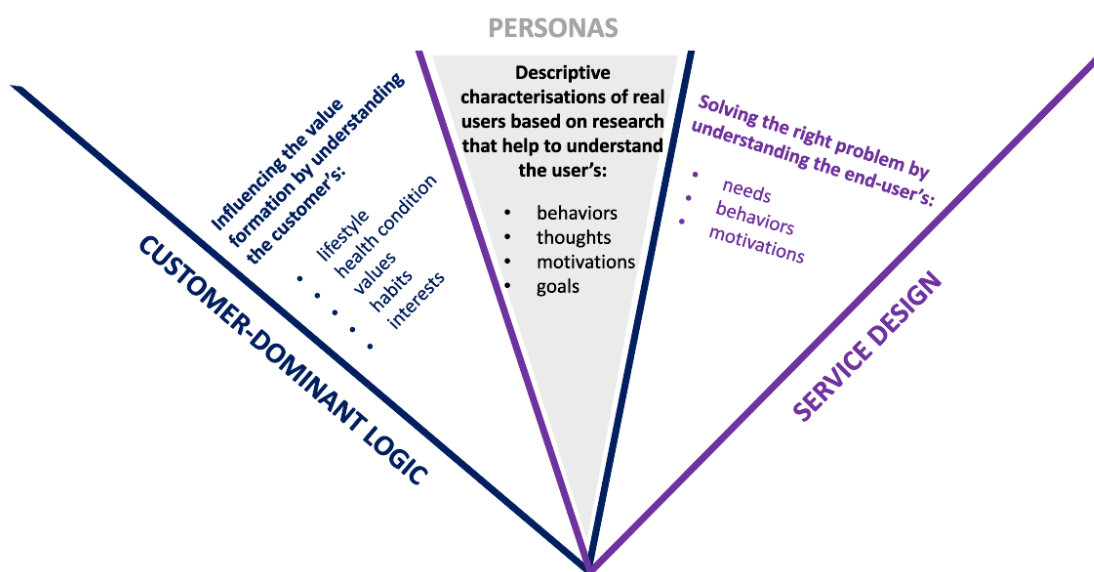 PERSONAS
Influencing the value
formation by understanding
the customer's:
• lifestyle
• health condition
• values
• habits
• interests
CUSTOMER-DOMINANT LOGIC
Descriptive
characterisations of real
users based on research
that help to understand
the user's:
• behaviors
• thoughts
• motivations
• goals
Solving the right problem by
understanding the end-user's:
• needs
• behaviors
• motivations
SERVICE DESIGN